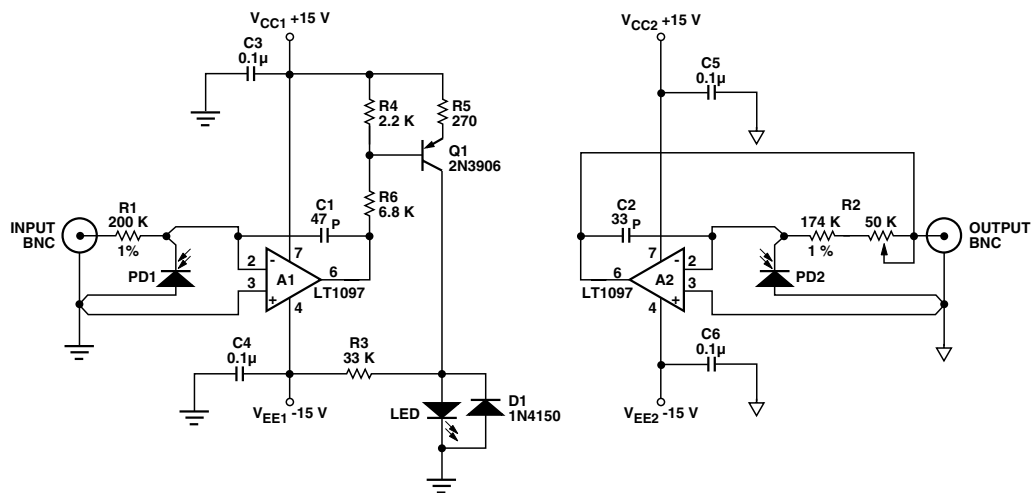 VCC1 +15 V
C3
0.1µ
R4
2.2 K
R5
270
Q1
2N3906
R6
6.8 K
C1
47 P
INPUT
BNC
R1
200 K
1%
PD1
2
3
-
+
A1
7
6
4
LT1097
C4
0.1µ
R3
33 K
VEE1 -15 V
LED
D1
1N4150
VCC2 +15 V
C5
0.1µ
C2
33 P
174 K
1 %
R2
50 K
OUTPUT
BNC
7
6
LT1097
A2
-
+
2
3
4
PD2
C6
0.1µ
VEE2 -15 V